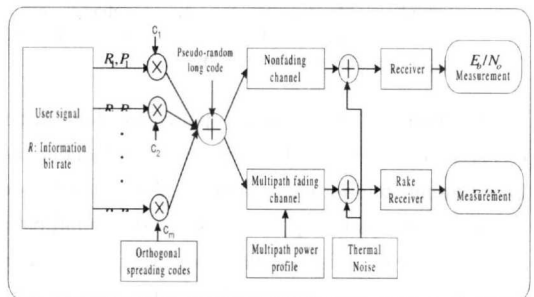 C1
R1, P1
Pseudo-random
long code
Nonfading
channel
Receiver
Eb/No
Measurement
User signal
R: Information
bit rate
C2
Multipath fading
channel
Rake
Receiver
Measurement
Cm
Orthogonal
spreading codes
Multipath power
profile
Thermal
Noise